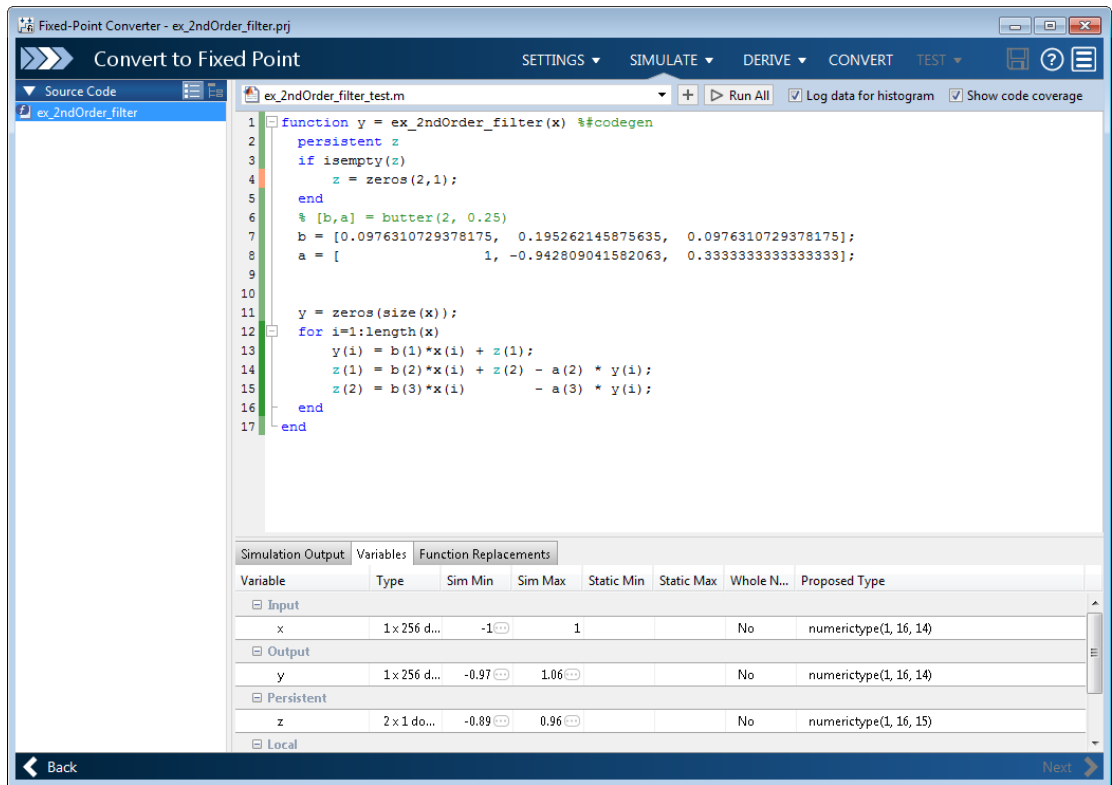 Fixed-Point Converter - ex_2ndOrder_filter.prj
Convert to Fixed Point SETTINGS SIMULATE DERIVE CONVERT TEST
Source Code
ex_2ndOrder_filter
ex_2ndOrder_filter_test.m Run All Log data for histogram Show code coverage
1 function y = ex_2ndOrder_filter(x) %#codegen
2 persistent z
3 if isempty(z)
4 z = zeros(2,1);
5 end
6 % [b,a] = butter(2, 0.25)
7 b = [0.0976310729378175, 0.195262145875635, 0.0976310729378175];
8 a = [ 1, -0.942809041582063, 0.3333333333333333];
9
10
11 y = zeros(size(x));
12 for i=1:length(x)
13 y(i) = b(1)*x(i) + z(1);
14 z(1) = b(2)*x(i) + z(2) - a(2) * y(i);
15 z(2) = b(3)*x(i) - a(3) * y(i);
16 end
17 end
Simulation Output Variables Function Replacements
Variable Type Sim Min Sim Max Static Min Static Max Whole N... Proposed Type
Input
x 1 x 256 d... -1 1 No numerictype(1, 16, 14)
Output
y 1 x 256 d... -0.97 1.06 No numerictype(1, 16, 14)
Persistent
z 2 x 1 do... -0.89 0.96 No numerictype(1, 16, 15)
Local
Back Next